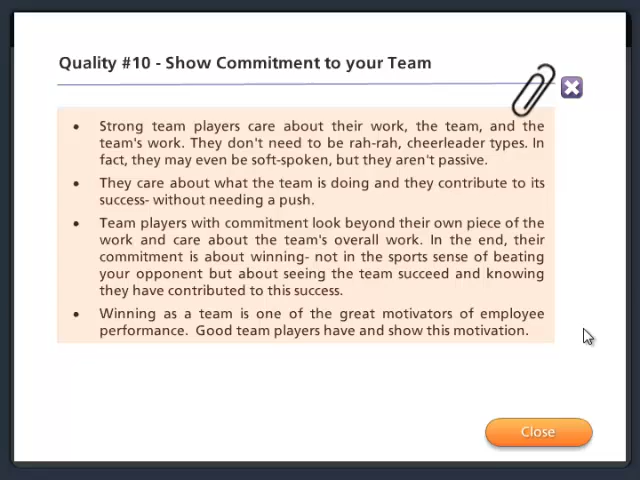 Quality #10 - Show Commitment to your Team
• Strong team players care about their work, the team, and the
team's work. They don't need to be rah-rah, cheerleader types. In
fact, they may even be soft-spoken, but they aren't passive.
• They care about what the team is doing and they contribute to its
success- without needing a push.
• Team players with commitment look beyond their own piece of the
work and care about the team's overall work. In the end, their
commitment is about winning- not in the sports sense of beating
your opponent but about seeing the team succeed and knowing
they have contributed to this success.
• Winning as a team is one of the great motivators of employee
performance. Good team players have and show this motivation.
Close